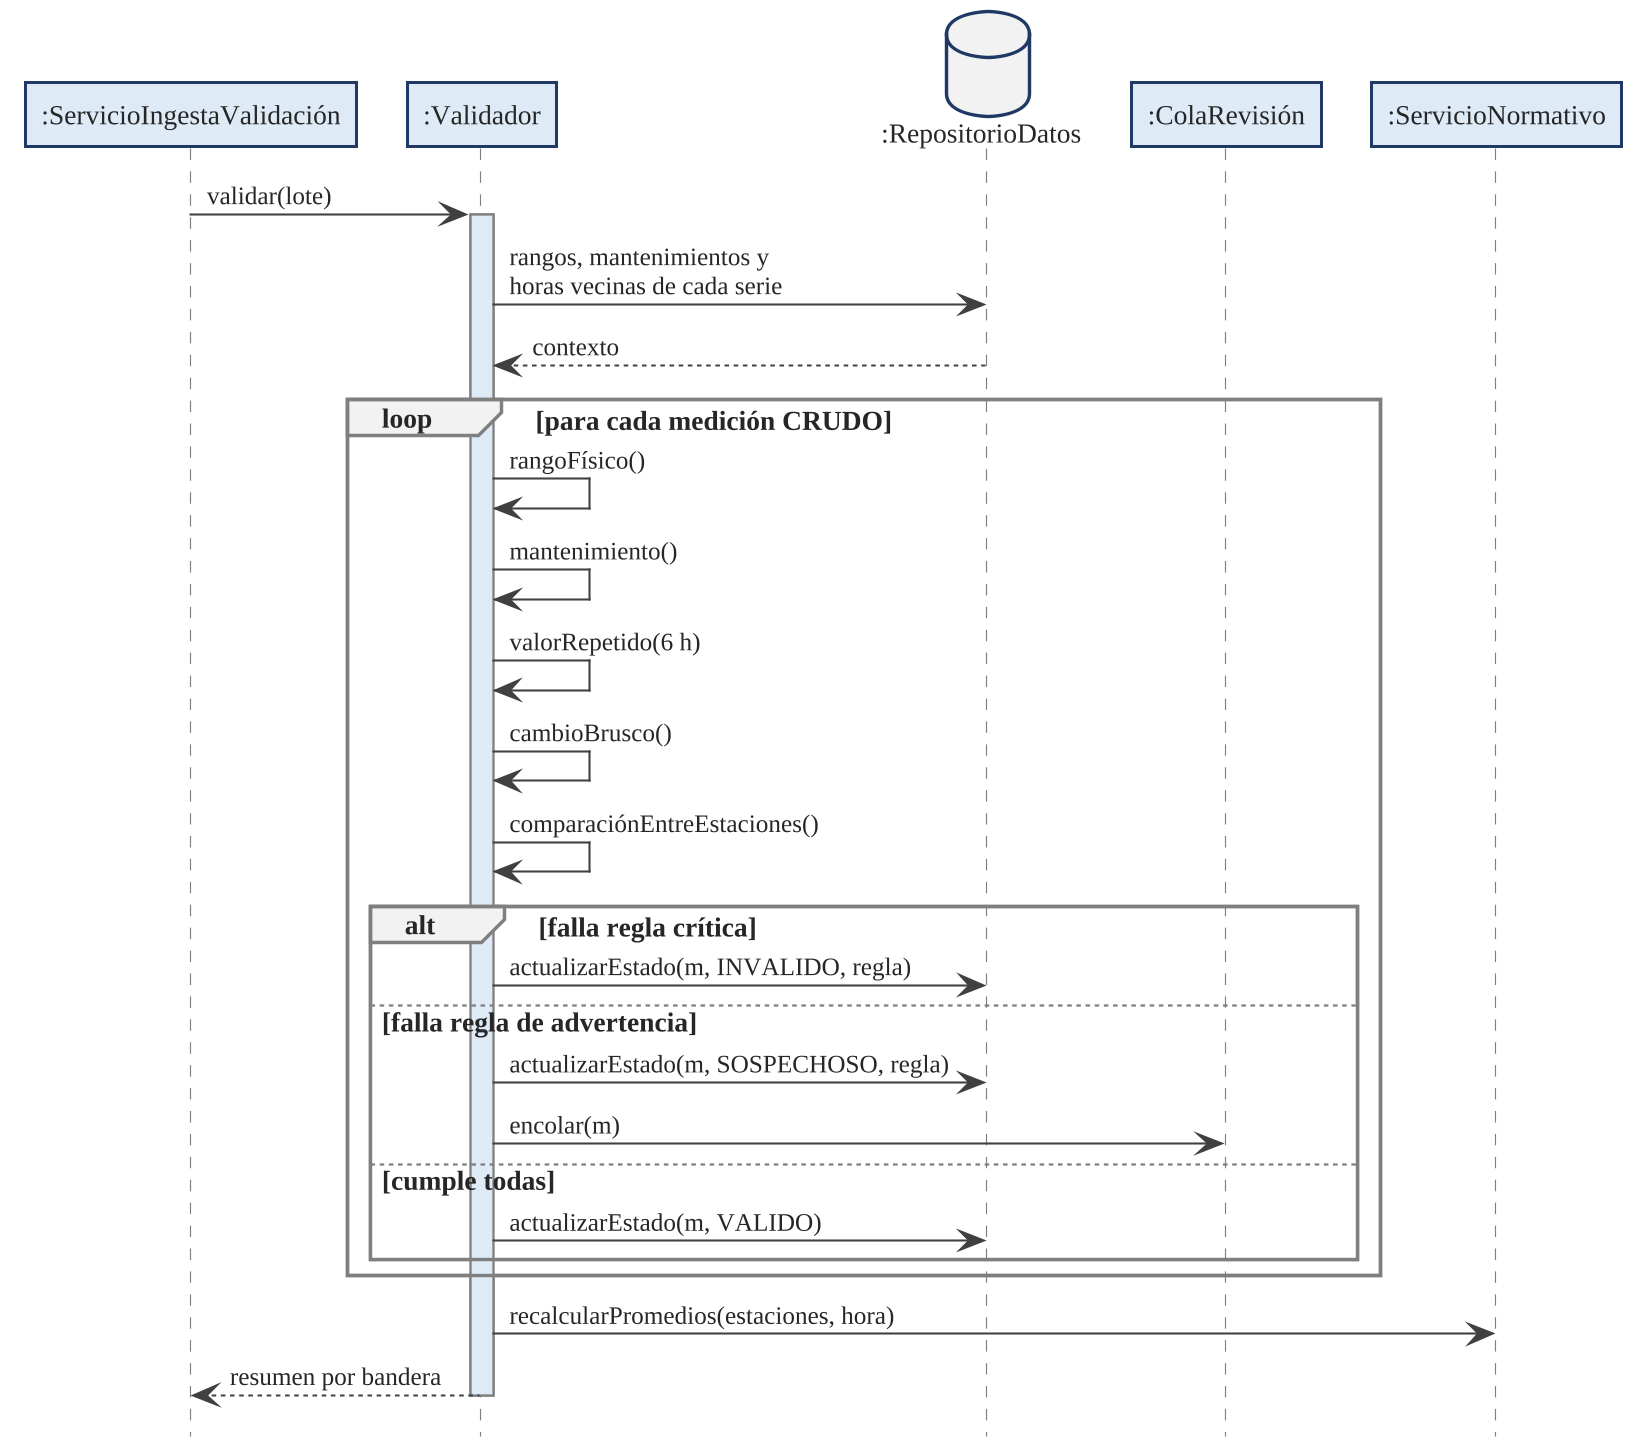 :ServicioIngestaValidación
:Validador
:RepositorioDatos
:ColaRevisión
:ServicioNormativo
validar(lote)
rangos, mantenimientos y
horas vecinas de cada serie
contexto
loop
[para cada medición CRUDO]
rangoFísico()
mantenimiento()
valorRepetido(6 h)
cambioBrusco()
comparaciónEntreEstaciones()
alt
[falla regla crítica]
actualizarEstado(m, INVALIDO, regla)
[falla regla de advertencia]
actualizarEstado(m, SOSPECHOSO, regla)
encolar(m)
[cumple todas]
actualizarEstado(m, VALIDO)
recalcularPromedios(estaciones, hora)
resumen por bandera